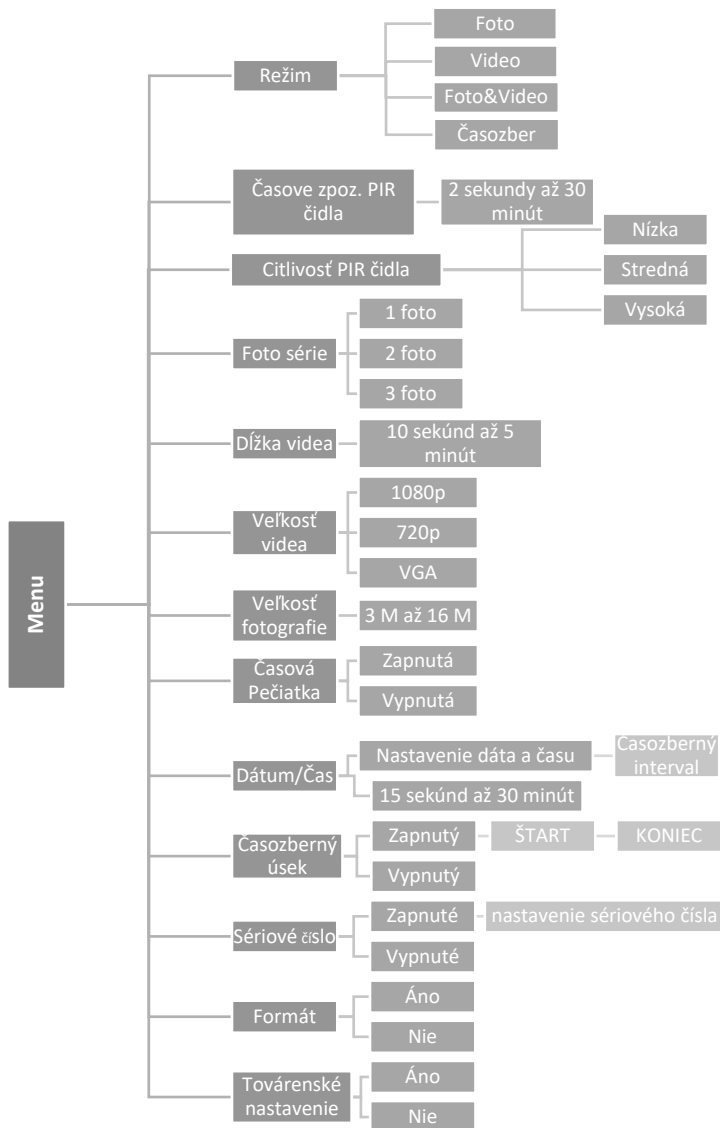 Menu
Režim
Foto
Video
Foto&Video
Časozber
Časove zpoz. PIR
čidla
2 sekundy až 30
minút
Citlivosť PIR čidla
Nízka
Stredná
Vysoká
Foto série
1 foto
2 foto
3 foto
Dĺžka videa
10 sekúnd až 5
minút
Veľkosť
videa
1080p
720p
VGA
Veľkosť
fotografie
3 M až 16 M
Časová
Pečiatka
Zapnutá
Vypnutá
Dátum/Čas
Nastavenie dáta a času
Časozberný
interval
15 sekúnd až 30 minút
Časozberný
úsek
Zapnutý
ŠTART
KONIEC
Vypnutý
Sériové číslo
Zapnuté
nastavenie sériového čísla
Vypnuté
Formát
Áno
Nie
Továrenské
nastavenie
Áno
Nie